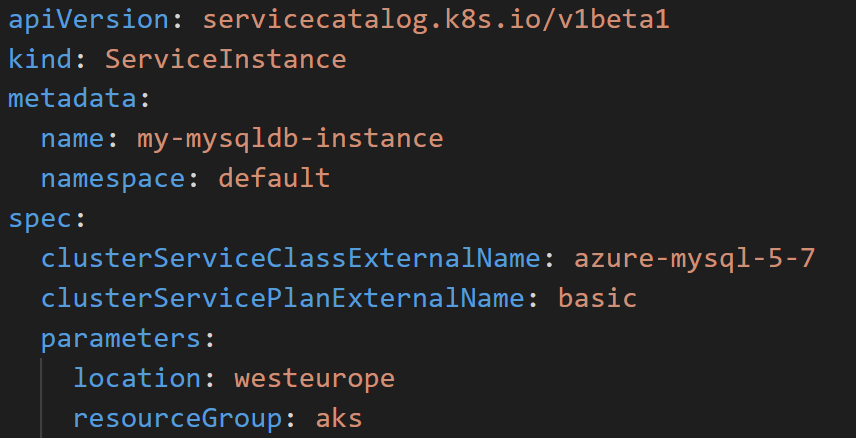 apiVersion: servicecatalog.k8s.io/v1beta1
kind: ServiceInstance
metadata:
  name: my-mysqldb-instance
  namespace: default
spec:
  clusterServiceClassExternalName: azure-mysql-5-7
  clusterServicePlanExternalName: basic
  parameters:
    location: westeurope
    resourceGroup: aks